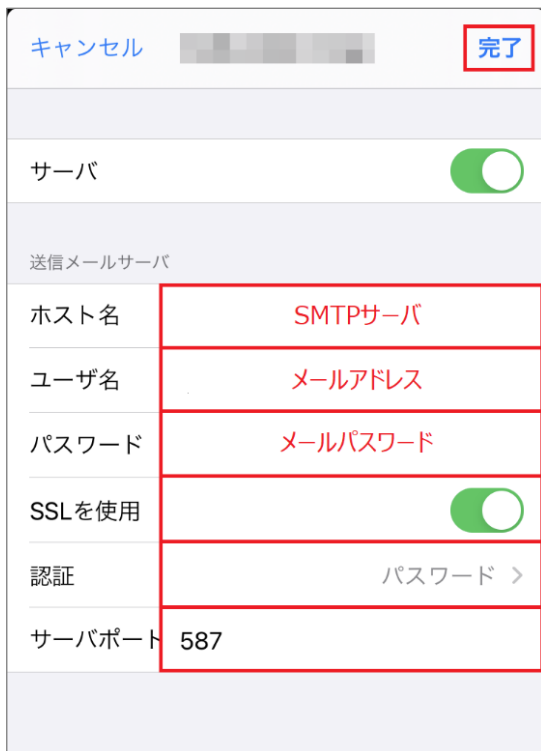 キャンセル 完了
サーバ
送信メールサーバ
ホスト名 SMTPサーバ
ユーザ名 メールアドレス
パスワード メールパスワード
SSLを使用
認証 パスワード
サーバポート 587